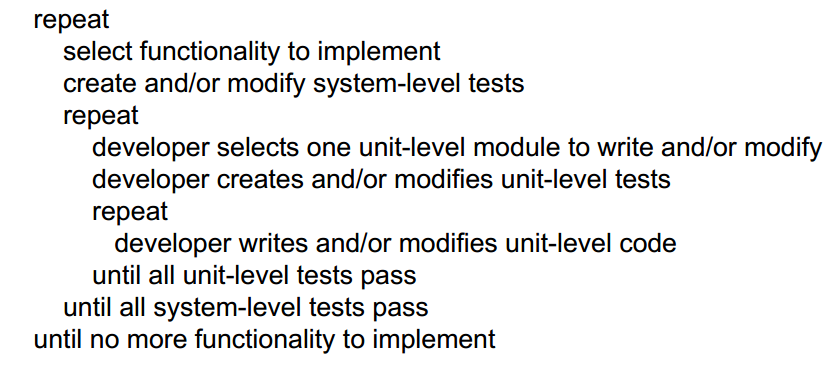 repeat
select functionality to implement
create and/or modify system-level tests
repeat
developer selects one unit-level module to write and/or modify
developer creates and/or modifies unit-level tests
repeat
developer writes and/or modifies unit-level code
until all unit-level tests pass
until all system-level tests pass
until no more functionality to implement